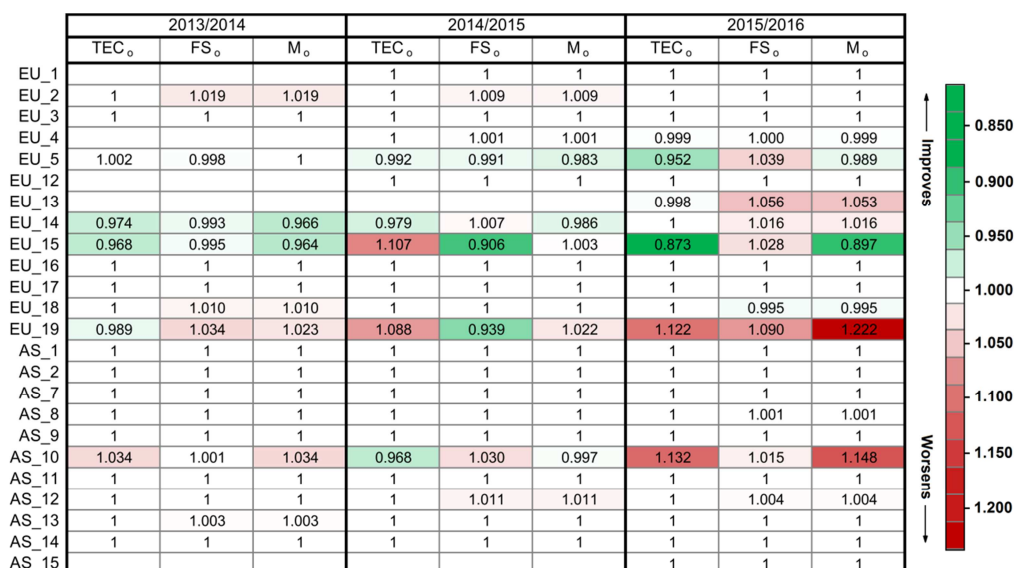 2013/2014 2014/2015 2015/2016
TEC o FS o M o TEC o FS o M o TEC o FS o M o
EU_1 1 1 1 1 1 1
EU_2 1 1.019 1.019 1 1.009 1.009 1 1 1
EU_3 1 1 1 1 1 1 1 1 1
EU_4 1 1.001 1.001 0.999 1.000 0.999
EU_5 1.002 0.998 1 0.992 0.991 0.983 0.952 1.039 0.989
EU_12 1 1 1 1 1 1
EU_13 0.998 1.056 1.053
EU_14 0.974 0.993 0.966 0.979 1.007 0.986 1 1.016 1.016
EU_15 0.968 0.995 0.964 1.107 0.906 1.003 0.873 1.028 0.897
EU_16 1 1 1 1 1 1 1 1 1
EU_17 1 1 1 1 1 1 1 1 1
EU_18 1 1.010 1.010 1 1 1 1 0.995 0.995
EU_19 0.989 1.034 1.023 1.088 0.939 1.022 1.122 1.090 1.222
AS_1 1 1 1 1 1 1 1 1 1
AS_2 1 1 1 1 1 1 1 1 1
AS_7 1 1 1 1 1 1 1 1 1
AS_8 1 1 1 1 1 1 1 1.001 1.001
AS_9 1 1 1 1 1 1 1 1 1
AS_10 1.034 1.001 1.034 0.968 1.030 0.997 1.132 1.015 1.148
AS_11 1 1 1 1 1 1 1 1 1
AS_12 1 1 1 1 1.011 1.011 1 1.004 1.004
AS_13 1 1.003 1.003 1 1 1 1 1 1
AS_14 1 1 1 1 1 1 1 1 1
AS_15 1 1 1
Improves
Worsens
0.850
0.900
0.950
1.000
1.050
1.100
1.150
1.200